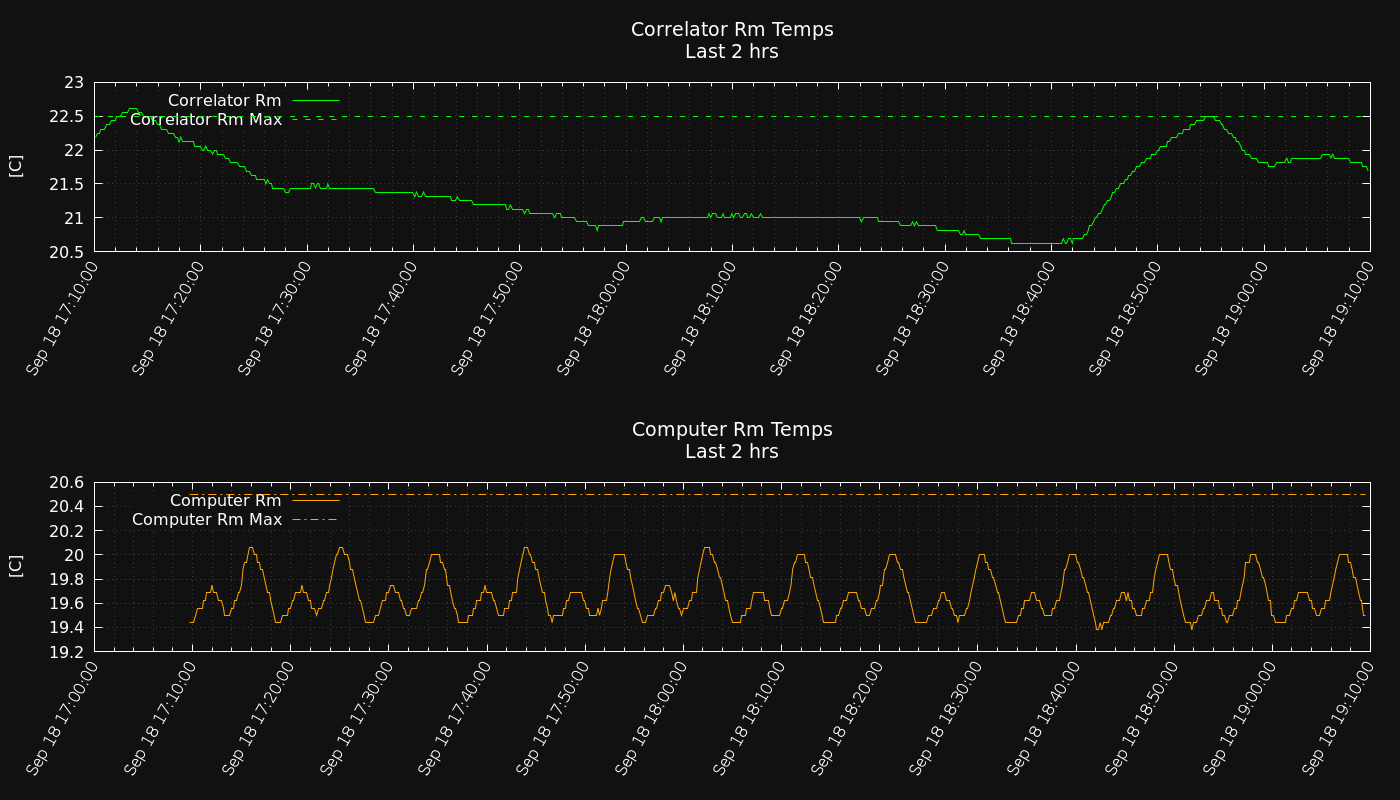 Correlator Rm Temps
Last 2 hrs
23
22.5
22
21.5
21
20.5
[C]
Correlator Rm
Correlator Rm Max
Sep 18 17:10:00
Sep 18 17:20:00
Sep 18 17:30:00
Sep 18 17:40:00
Sep 18 17:50:00
Sep 18 18:00:00
Sep 18 18:10:00
Sep 18 18:20:00
Sep 18 18:30:00
Sep 18 18:40:00
Sep 18 18:50:00
Sep 18 19:00:00
Sep 18 19:10:00
Computer Rm Temps
Last 2 hrs
20.6
20.4
20.2
20
19.8
19.6
19.4
19.2
[C]
Computer Rm
Computer Rm Max
Sep 18 17:00:00
Sep 18 17:10:00
Sep 18 17:20:00
Sep 18 17:30:00
Sep 18 17:40:00
Sep 18 17:50:00
Sep 18 18:00:00
Sep 18 18:10:00
Sep 18 18:20:00
Sep 18 18:30:00
Sep 18 18:40:00
Sep 18 18:50:00
Sep 18 19:00:00
Sep 18 19:10:00